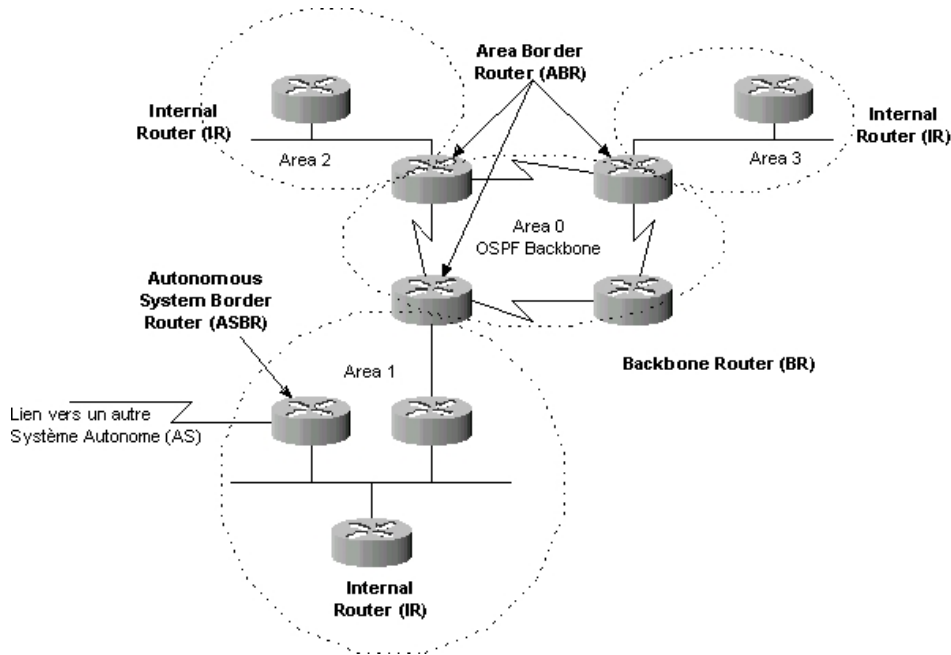 Area Border
Router (ABR)
Internal
Router (IR)
Internal
Router (IR)
Area 2
Area 3
Area 0
OSPF Backbone
Autonomous
System Border
Router (ASBR)
Backbone Router (BR)
Area 1
Lien vers un autre
Système Autonome (AS)
Internal
Router (IR)